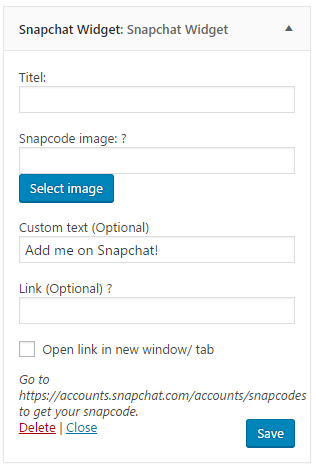 Snapchat Widget: Snapchat Widget
Titel:
Snapcode image: ?
Select image
Custom text (Optional)
Add me on Snapchat!
Link (Optional) ?
Open link in new window/ tab
Go to
https://accounts.snapchat.com/accounts/snapcodes
to get your snapcode.
Delete | Close
Save